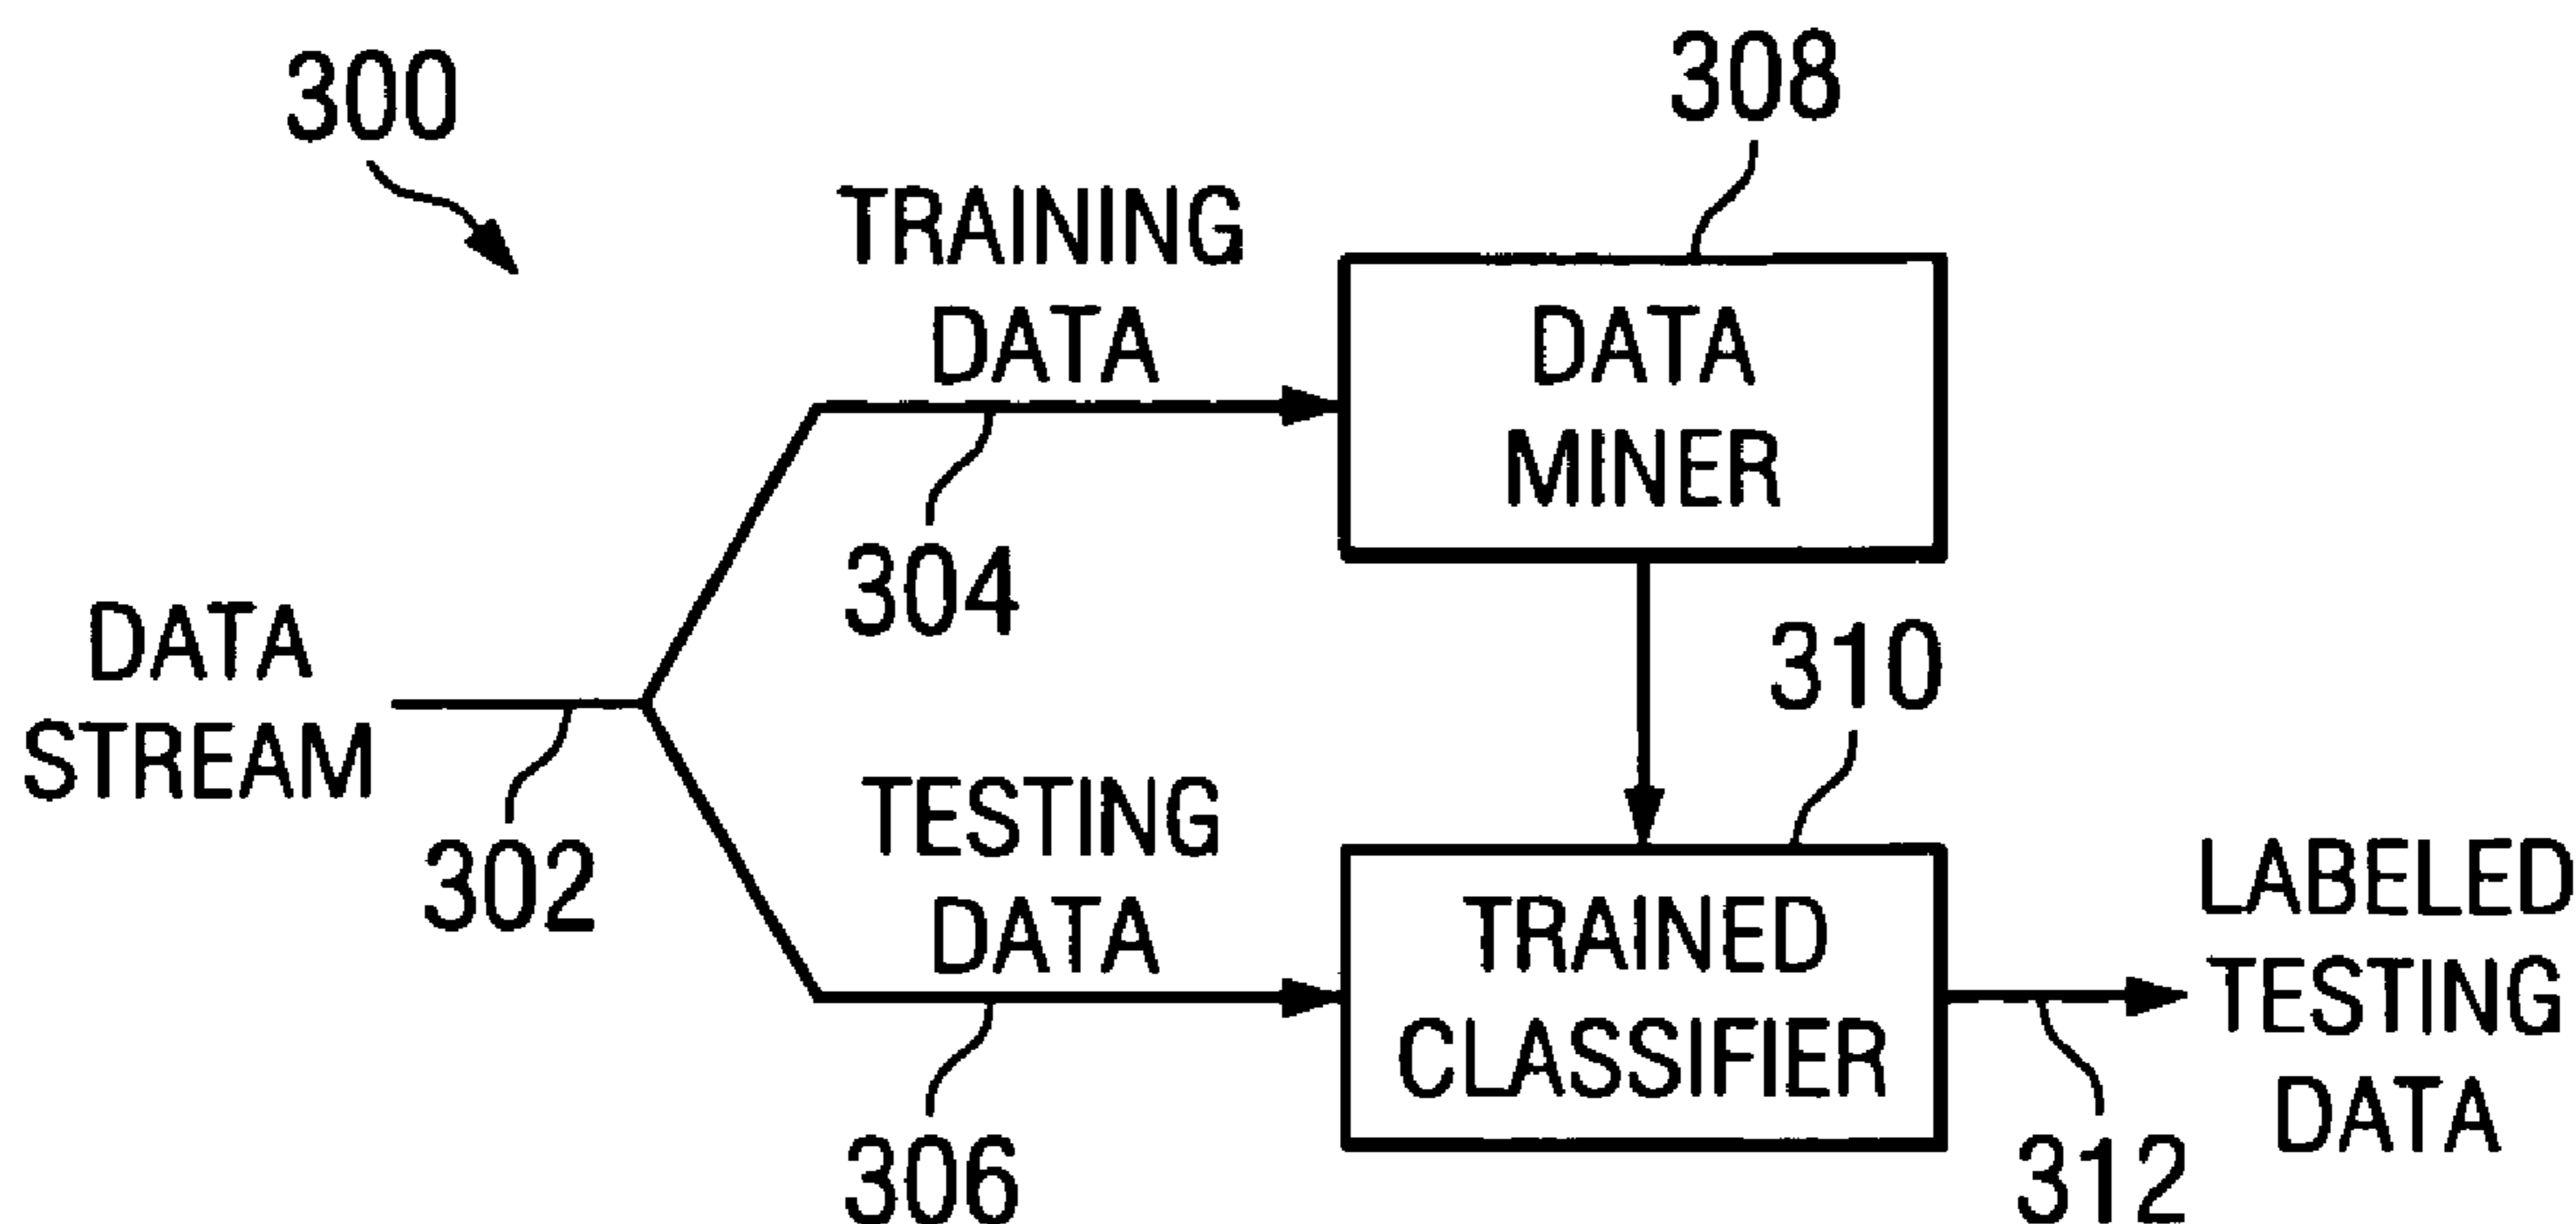 300
308
TRAINING
DATA
DATA
MINER
304
DATA
STREAM
302
310
TESTING
DATA
TRAINED
CLASSIFIER
306
LABELED
TESTING
DATA
312